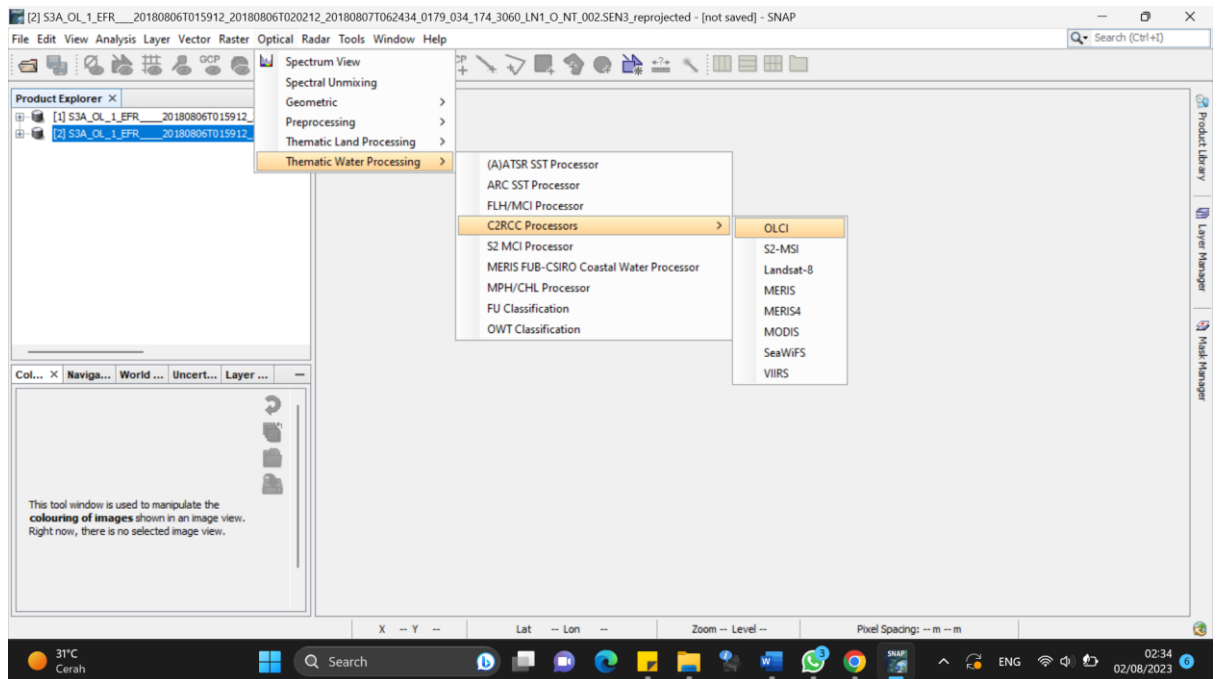 [2] S3A_OL_1_EFR____20180806T015912_20180806T020212_20180807T062434_0179_034_174_3060_LN1_O_NT_002.SEN3_reprojected - [not saved] - SNAP
File Edit View Analysis Layer Vector Raster Optical Radar Tools Window Help
Search (Ctrl+I)
GCP
Spectrum View
Spectral Unmixing
Geometric
Preprocessing
Thematic Land Processing
Thematic Water Processing
Product Explorer
[1] S3A_OL_1_EFR____20180806T015912_
[2] S3A_OL_1_EFR____20180806T015912_
(A)ATSR SST Processor
ARC SST Processor
FLH/MCI Processor
C2RCC Processors
S2 MCI Processor
MERIS FUB-CSIRO Coastal Water Processor
MPH/CHL Processor
FU Classification
OWT Classification
OLCI
S2-MSI
Landsat-8
MERIS
MERIS4
MODIS
SeaWiFS
VIIRS
Product Library
Layer Manager
Mask Manager
Col... Naviga... World ... Uncert... Layer ...
This tool window is used to manipulate the
colouring of images shown in an image view.
Right now, there is no selected image view.
X -- Y -- Lat -- Lon -- Zoom -- Level -- Pixel Spacing: -- m -- m
31°C
Cerah
Search
3
SNAP
ENG
02:34
02/08/2023
6